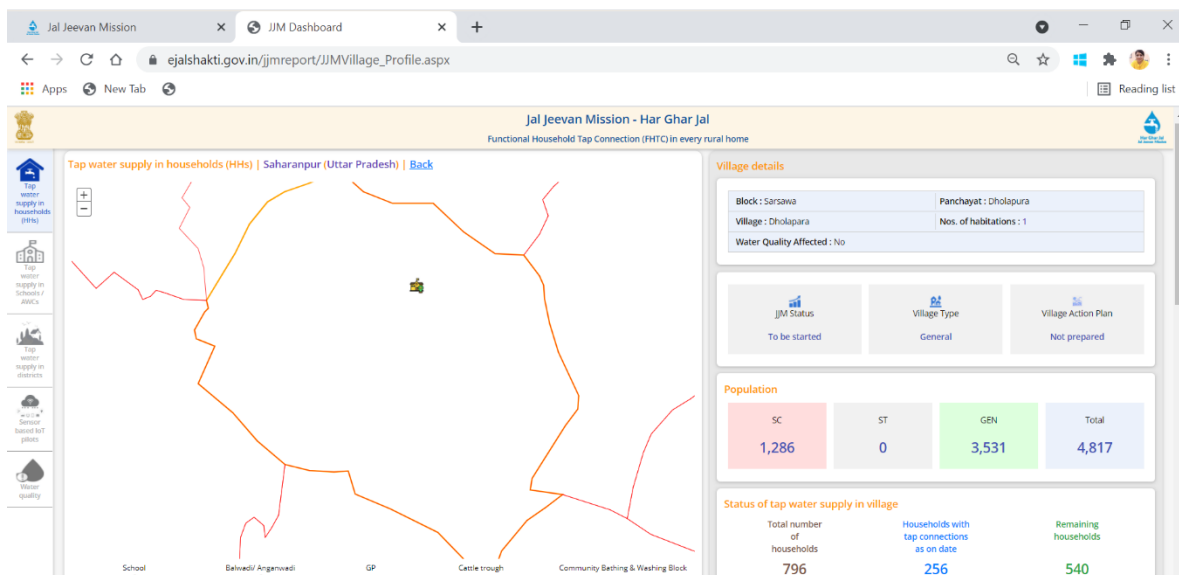 Jal Jeevan Mission
JJM Dashboard
ejalshakti.gov.in/jjmreport/JJMVillage_Profile.aspx
Apps New Tab Reading list
Jal Jeevan Mission - Har Ghar Jal
Functional Household Tap Connection (FHTC) in every rural home
Tap
water
supply in
households
(HHs)
Tap
water
supply in
Schools /
AWCs
Tap
water
supply in
districts
Sensor
based IoT
pilots
Water
quality
Tap water supply in households (HHs) | Saharanpur (Uttar Pradesh) | Back
+
−
School Balwadi/ Anganwadi GP Cattle trough Community Bathing & Washing Block
Village details
Block : Sarsawa Panchayat : Dholapura
Village : Dholapara Nos. of habitations : 1
Water Quality Affected : No
JJM Status Village Type Village Action Plan
To be started General Not prepared
Population
SC ST GEN Total
1,286 0 3,531 4,817
Status of tap water supply in village
Total number
of
households
796
Households with
tap connections
as on date
256
Remaining
households
540